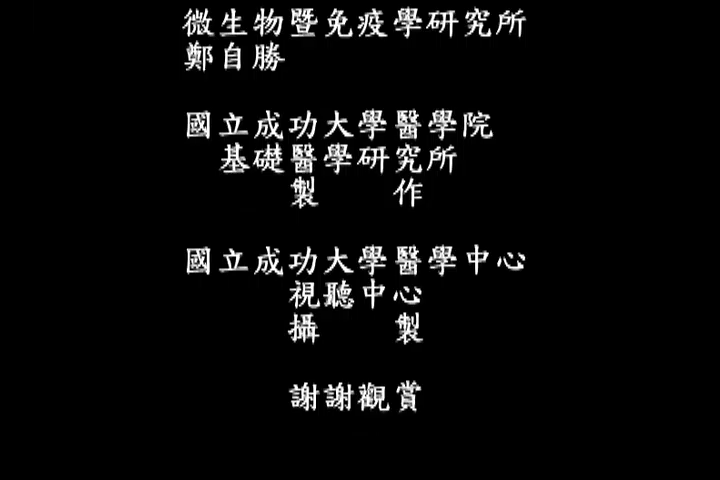 微生物暨免疫學研究所
鄭自勝
國立成功大學醫學院
基礎醫學研究所
製 作
國立成功大學醫學中心
視聽中心
攝 製
謝謝觀賞